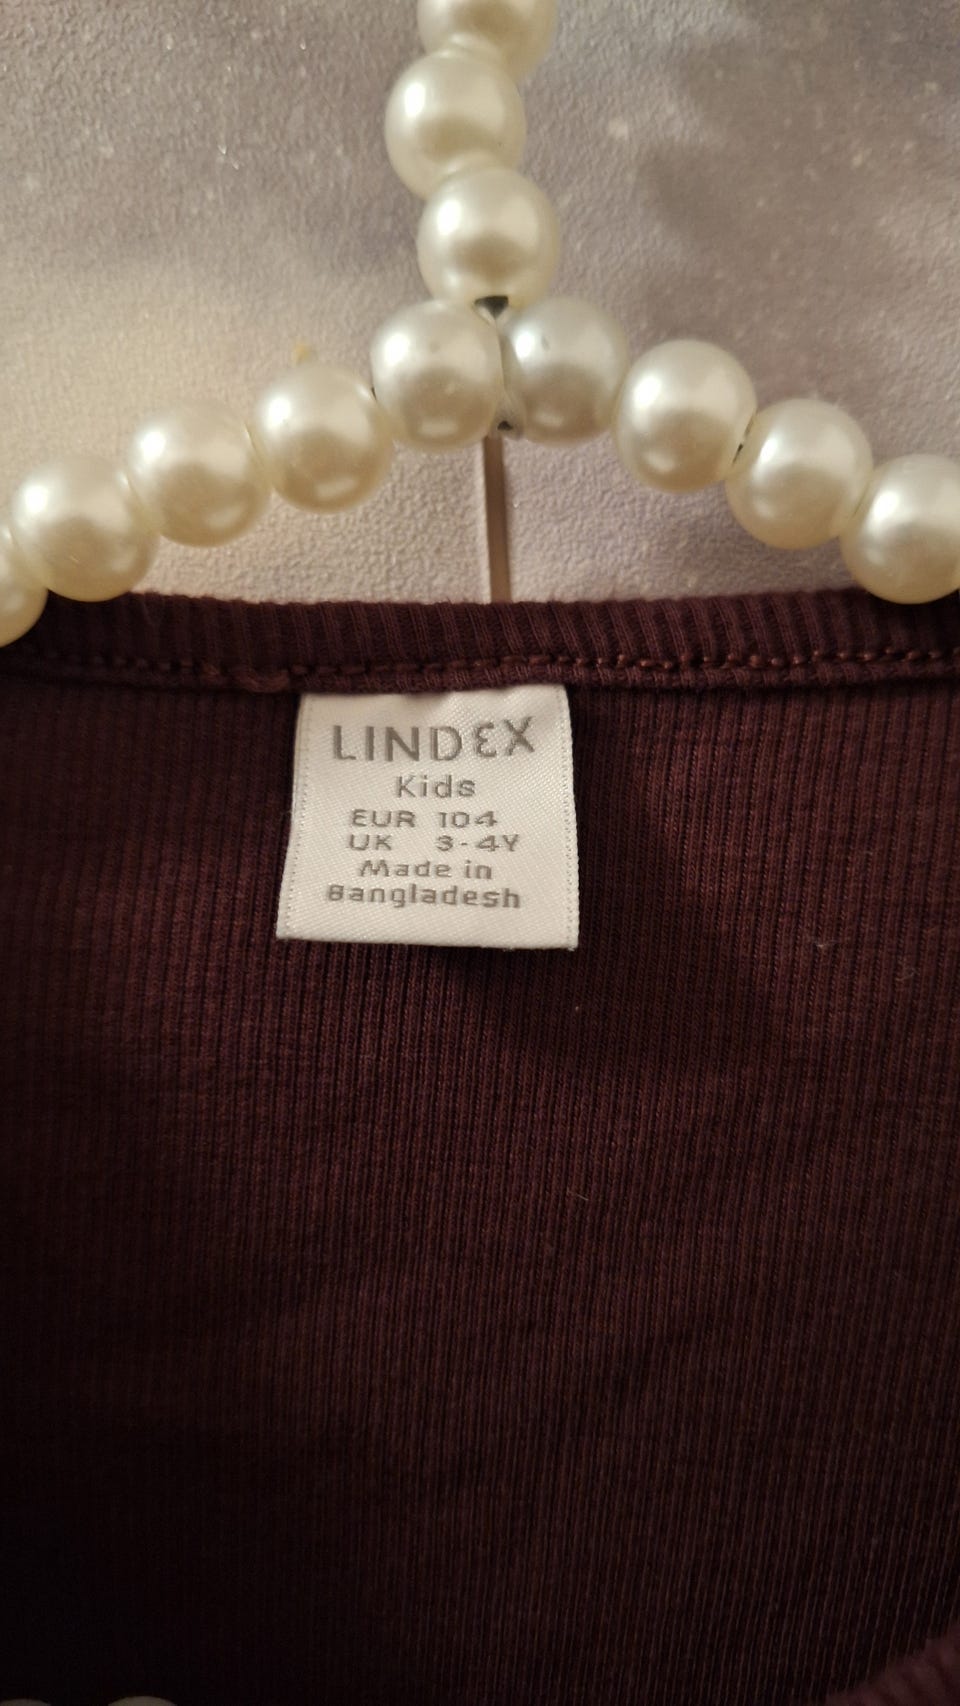 LINDEX
Kids
EUR 104
UK 3-4Y
Made in
Bangladesh